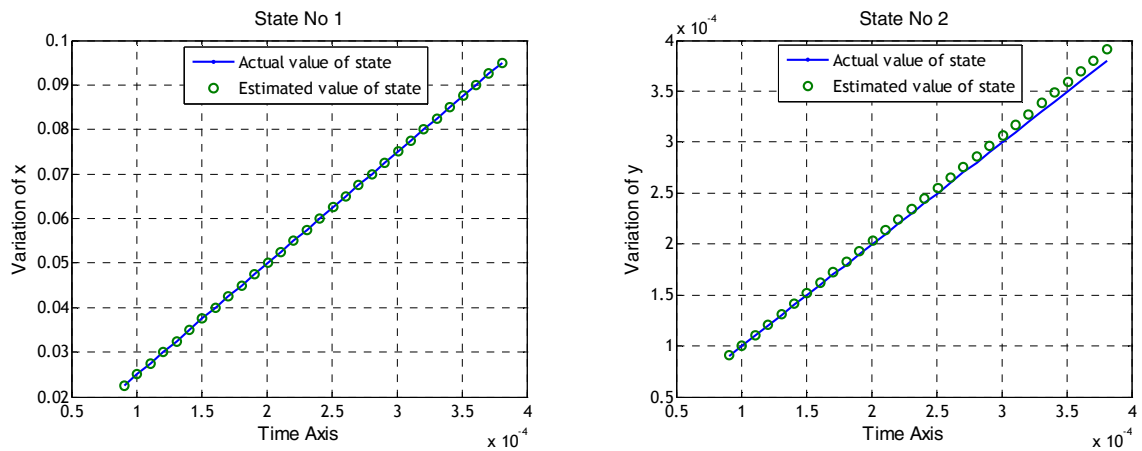 State No 1
0.1
0.09
0.08
0.07
0.06
0.05
0.04
0.03
0.02
Variation of x
Actual value of state
Estimated value of state
0.5
1
1.5
2
2.5
3
3.5
4
Time Axis
x 10-4
State No 2
x 10-4
4
3.5
3
2.5
2
1.5
1
0.5
Variation of y
Actual value of state
Estimated value of state
0.5
1
1.5
2
2.5
3
3.5
4
Time Axis
x 10-4